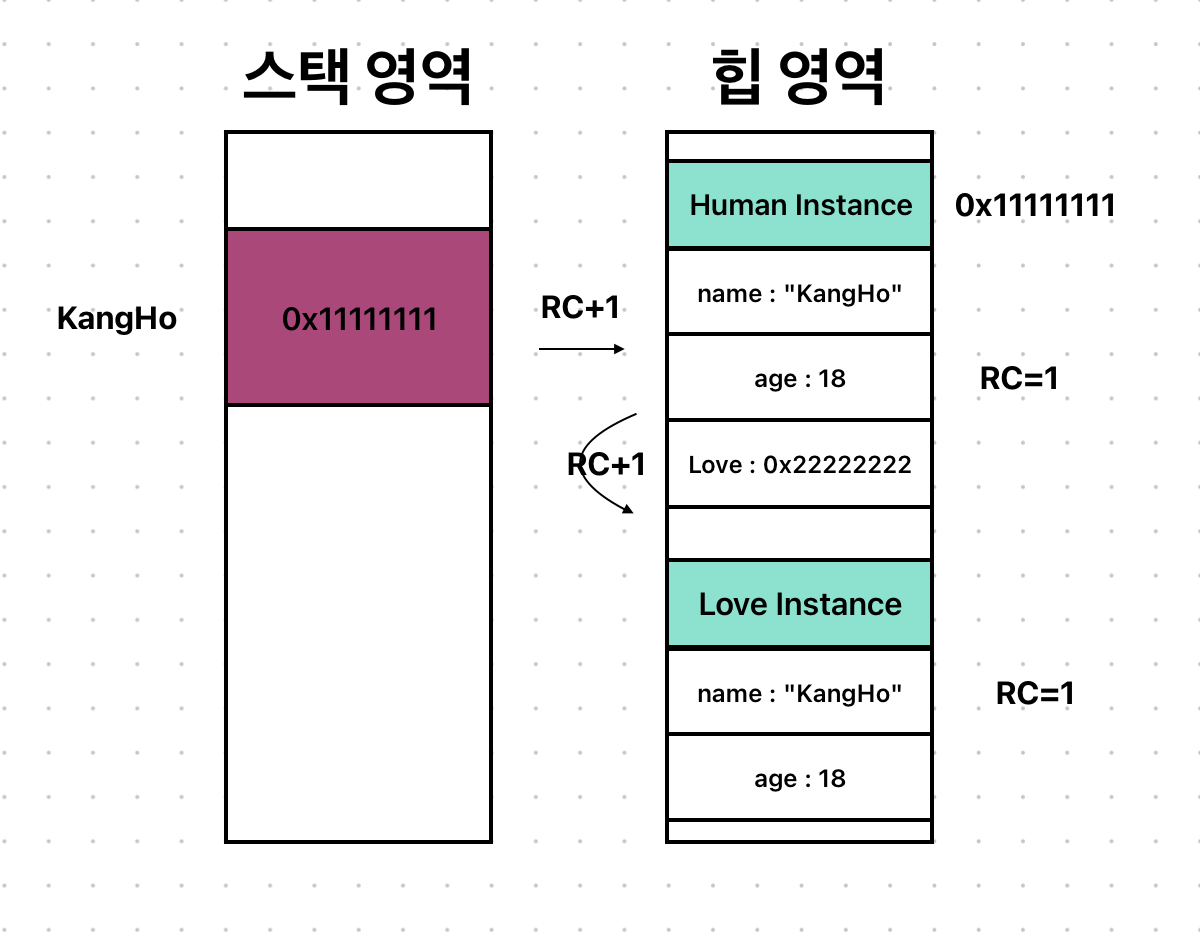 스택 영역
힙 영역
Human Instance
0x11111111
name : "KangHo"
KangHo
0x11111111
RC+1
age : 18
RC=1
RC+1
Love : 0x22222222
Love Instance
name : "KangHo"
RC=1
age : 18